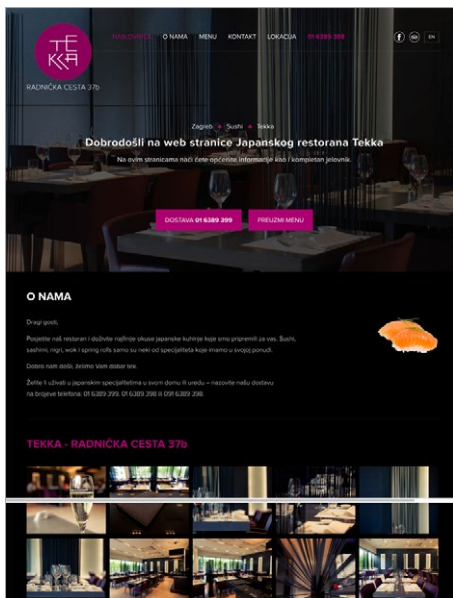 TEKKA
NASLOVNICA O NAMA MENU KONTAKT LOKACIJA 01 6389 399
f EN
RADNIČKA CESTA 37b
Zagreb Sushi Tekka
Dobrodošli na web stranice Japanskog restorana Tekka
Na ovim stranicama naći ćete općenita informacije kao i kompletan jelovnik.
DOSTAVA 01 6389 399 PREUZMI MENU
O NAMA
Dragi gosti,
Posjetite naš restoran i doživite najfinije okuse japanske kuhinje koje smo pripremili za vas. Sushi,
sashimi, nigri, wok i spring rolls samo su neki od specijaliteta koje imamo u svojoj ponudi.
Dobro nam došli, želimo Vam dobar tek.
Želite li uživati u japanskim specijalitetima u svom domu ili uredu – nazovite našu dostavu
na brojeve telefona: 01 6389 399, 01 6389 398 ili 091 6389 398.
TEKKA - RADNIČKA CESTA 37b